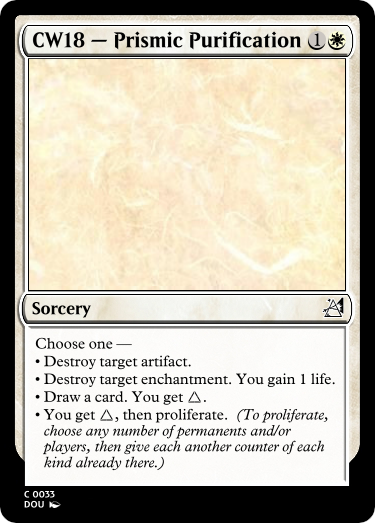 CW18 — Prismic Purification 1
Sorcery
Choose one —
• Destroy target artifact.
• Destroy target enchantment. You gain 1 life.
• Draw a card. You get △.
• You get △, then proliferate. (To proliferate,
choose any number of permanents and/or
players, then give each another counter of each
kind already there.)
C 0033
DOU